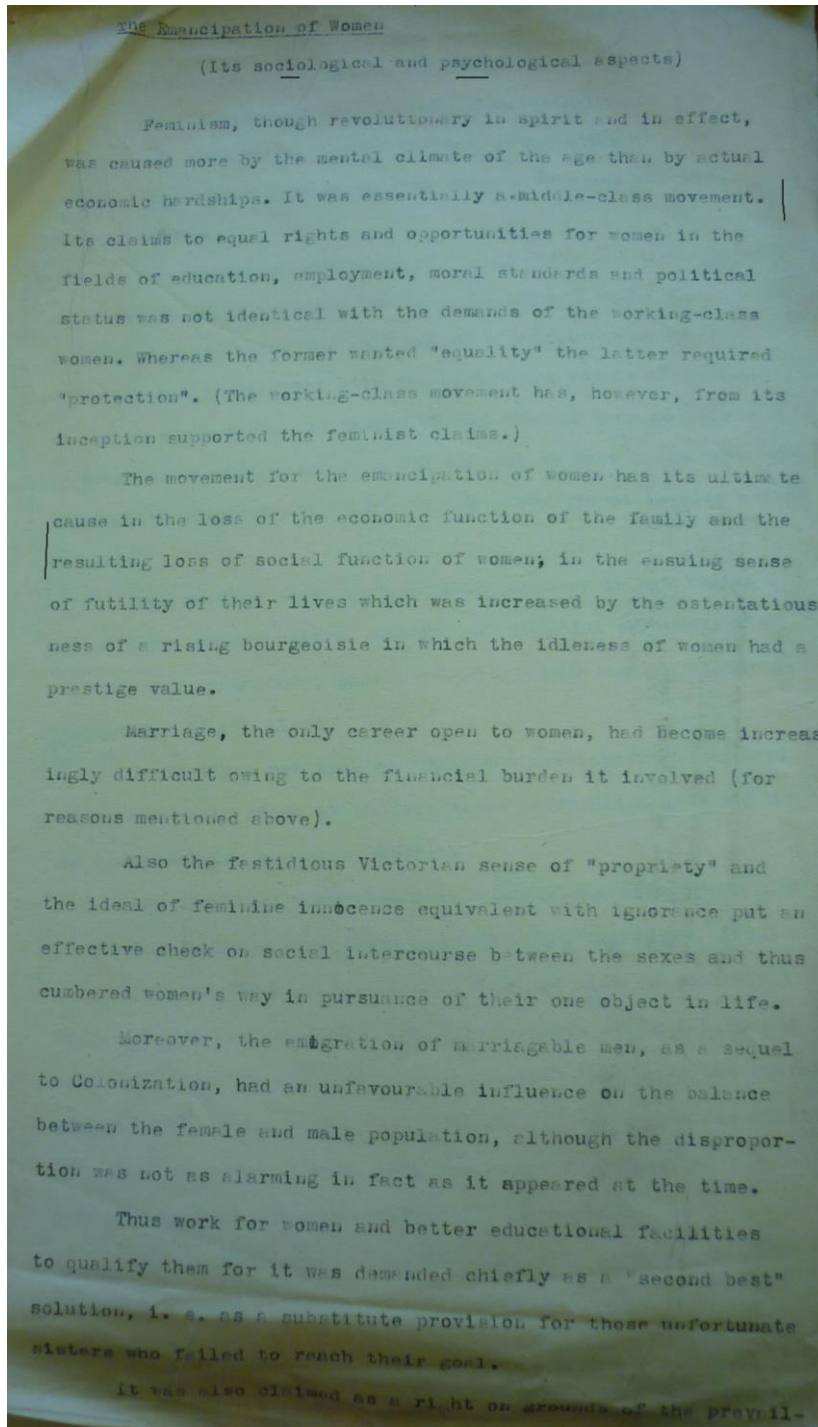 The Emancipation of Women
(Its sociological and psychological aspects)
Feminism, though revolutionary in spirit and in effect,
was caused more by the mental climate of the age than by actual
economic hardships. It was essentially a middle-class movement.
Its claims to equal rights and opportunities for women in the
fields of education, employment, moral standards and political
status was not identical with the demands of the working-class
women. Whereas the former wanted "equality" the latter required
"protection". (The working-class movement has, however, from its
inception supported the feminist claims.)
The movement for the emancipation of women has its ultimate
cause in the loss of the economic function of the family and the
resulting loss of social function of women; in the ensuing sense
of futility of their lives which was increased by the ostentatious
ness of a rising bourgeoisie in which the idleness of women had a
prestige value.
Marriage, the only career open to women, had become increas
ingly difficult owing to the financial burden it involved (for
reasons mentioned above).
Also the fastidious Victorian sense of "propriety" and
the ideal of feminine innocence equivalent with ignorance put an
effective check on social intercourse between the sexes and thus
cumbered women's way in pursuance of their one object in life.
Moreover, the emigration of marriagable men, as a sequel
to Colonization, had an unfavourable influence on the balance
between the female and male population, although the dispropor-
tion was not as alarming in fact as it appeared at the time.
Thus work for women and better educational facilities
to qualify them for it was demanded chiefly as a "second best"
solution, i. e. as a substitute provision for those unfortunate
sisters who failed to reach their goal.
It was also claimed as a right on grounds of the prevail-